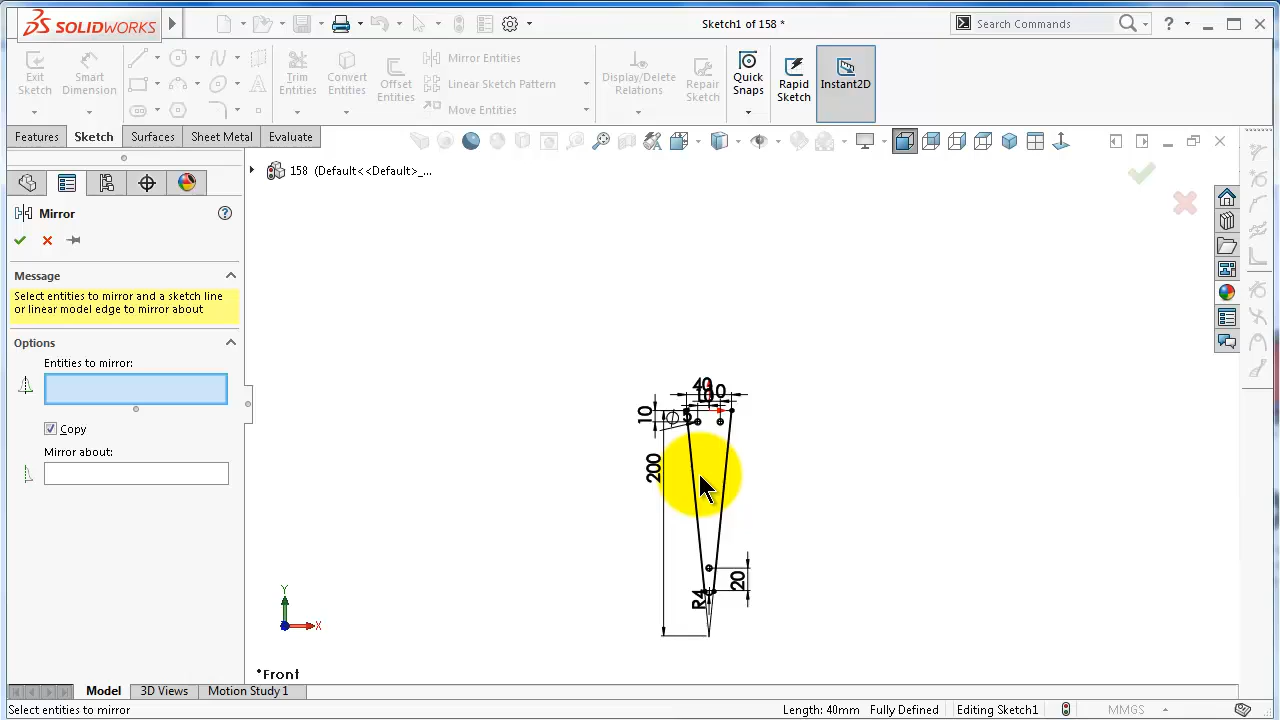 SOLIDWORKS
Sketch1 of 158 *
Search Commands
?
Exit Sketch
Smart Dimension
Trim Entities
Convert Entities
Offset Entities
Mirror Entities
Linear Sketch Pattern
Move Entities
Display/Delete Relations
Repair Sketch
Quick Snaps
Rapid Sketch
Instant2D
Features
Sketch
Surfaces
Sheet Metal
Evaluate
158 (Default<<Default>_...
Mirror
?
Message
Select entities to mirror and a sketch line
or linear model edge to mirror about
Options
Entities to mirror:
Copy
Mirror about:
40
10
10
10
200
20
R4
Y
X
*Front
Model
3D Views
Motion Study 1
Select entities to mirror
Length: 40mm
Fully Defined
Editing Sketch1
MMGS